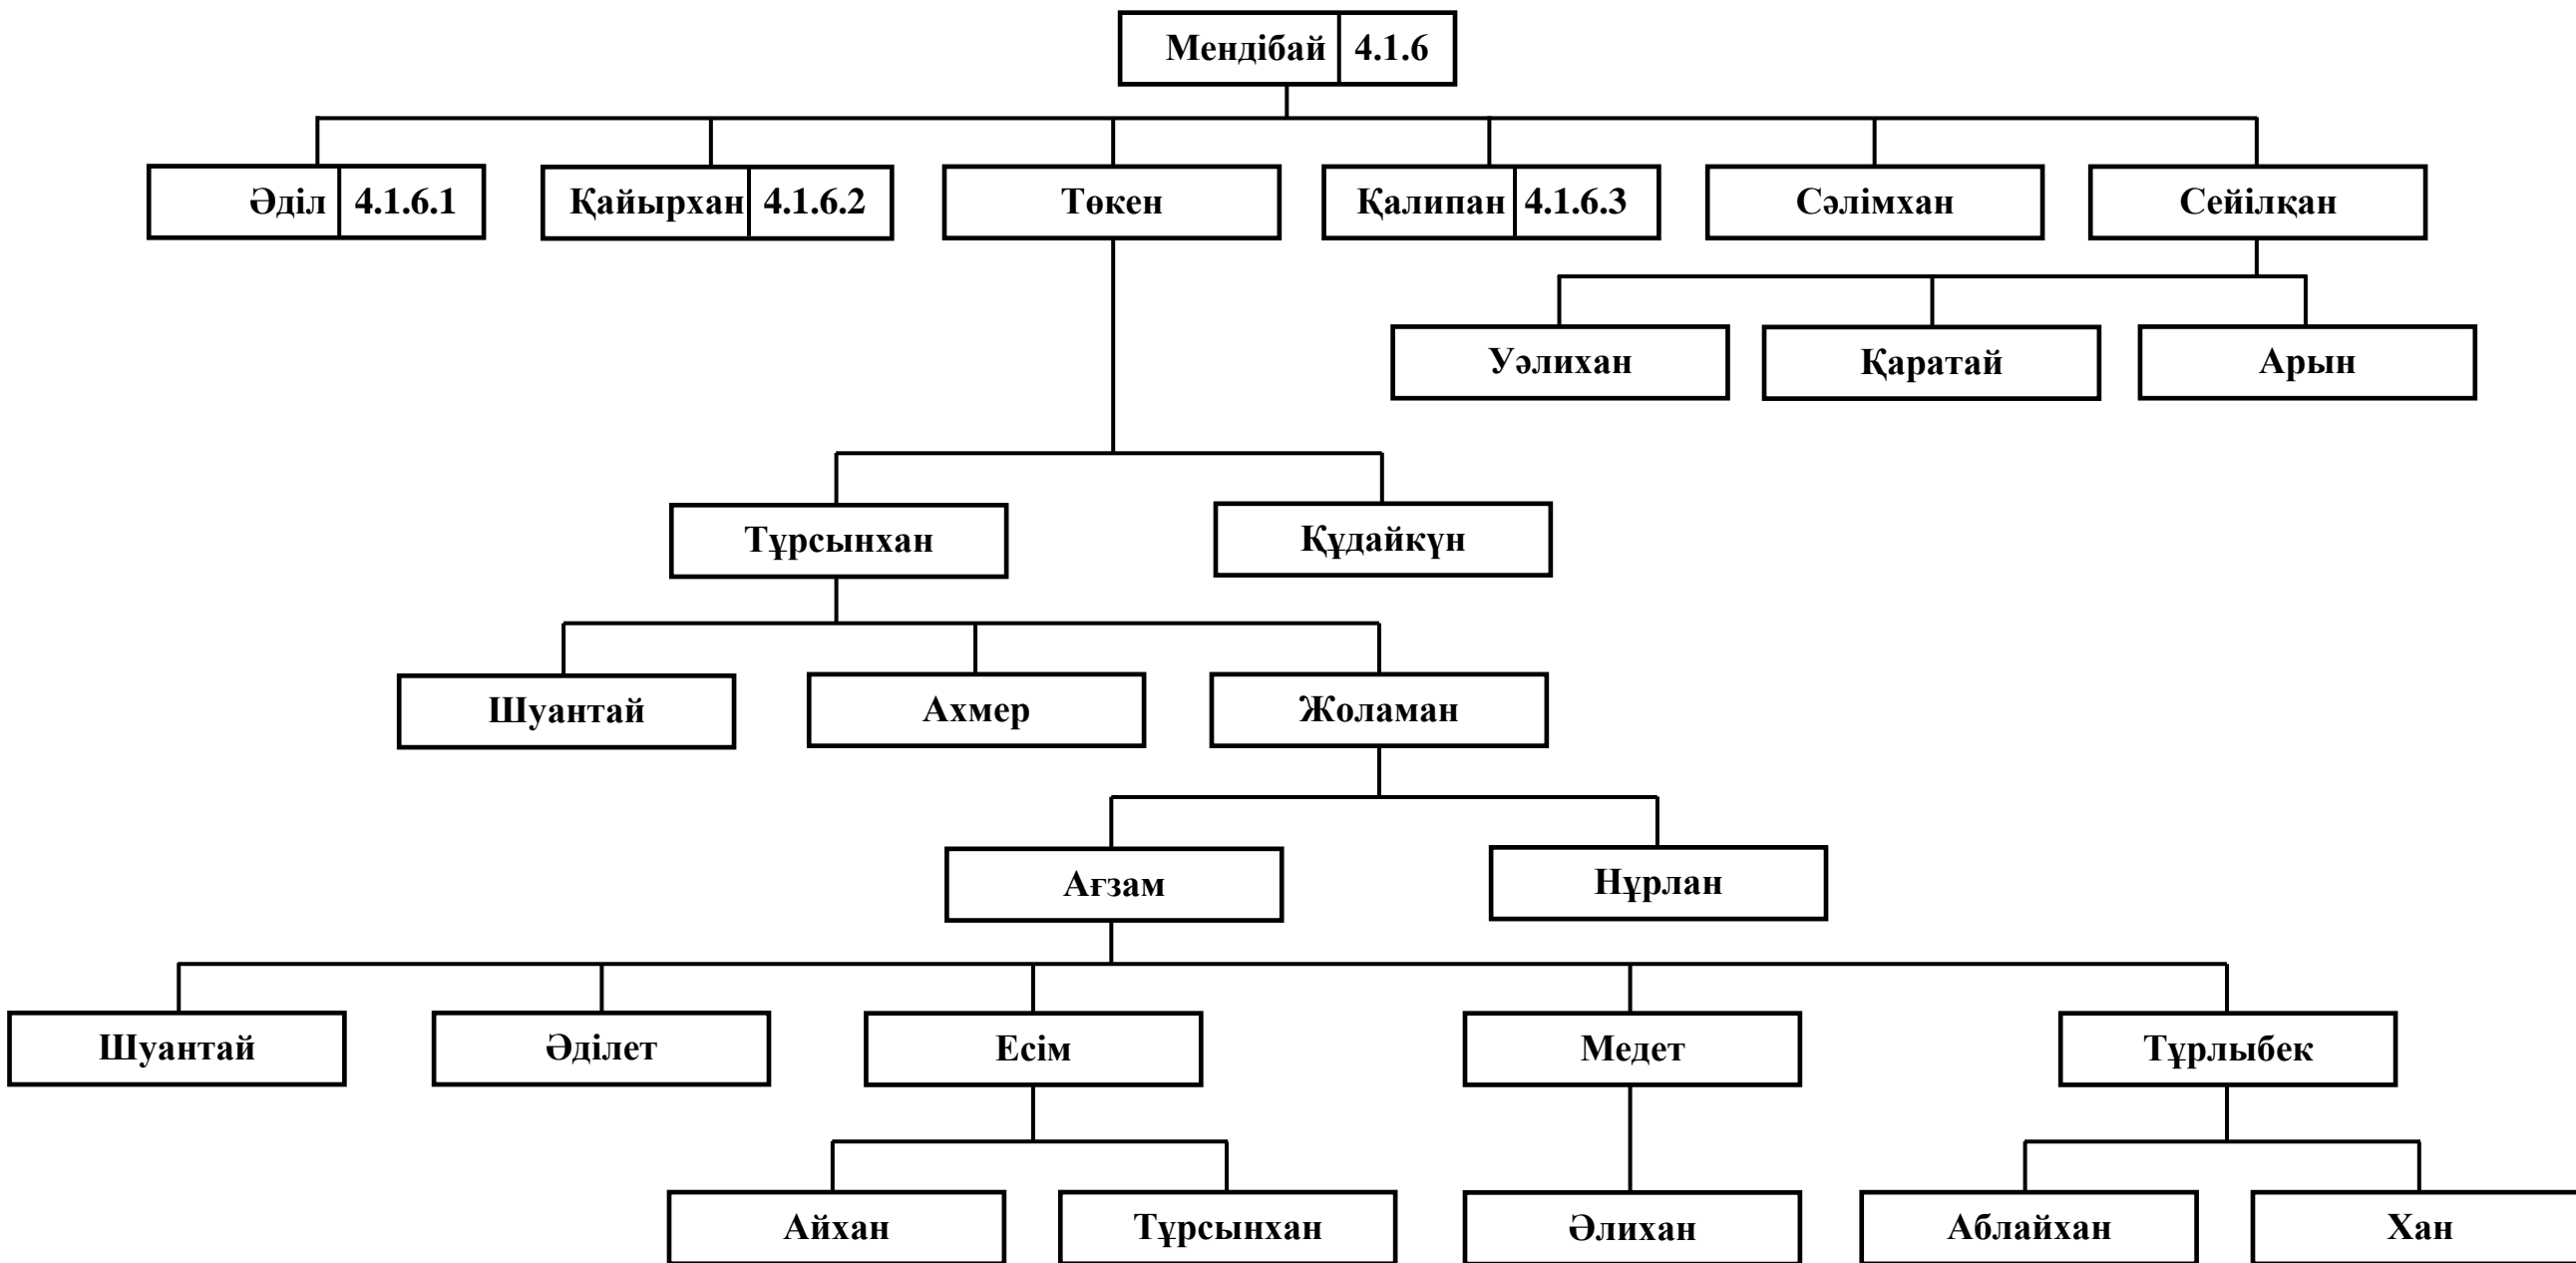 Мендібай 4.1.6
Әділ 4.1.6.1 Қайырхан 4.1.6.2 Төкен Қалипан 4.1.6.3 Сәлімхан Сейілқан
Уәлихан Қаратай Арын
Тұрсынхан Құдайкүн
Шуантай Ахмер Жоламан
Ағзам Нұрлан
Шуантай Әділет Есім Медет Тұрлыбек
Айхан Тұрсынхан Әлихан Аблайхан Хан